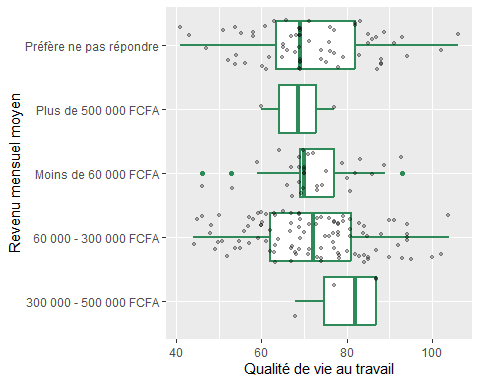 Revenu mensuel moyen
Préfère ne pas répondre
Plus de 500 000 FCFA
Moins de 60 000 FCFA
60 000 - 300 000 FCFA
300 000 - 500 000 FCFA
40 60 80 100
Qualité de vie au travail